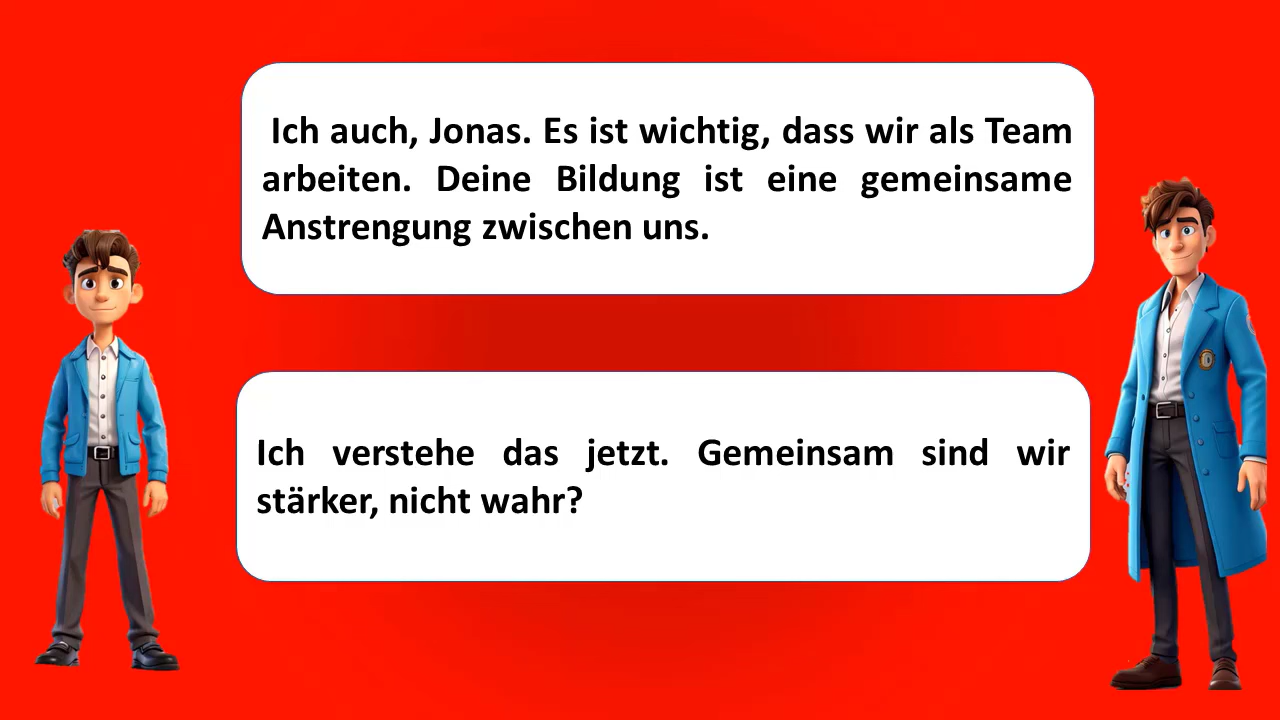 Ich auch, Jonas. Es ist wichtig, dass wir als Team
arbeiten. Deine Bildung ist eine gemeinsame
Anstrengung zwischen uns.
Ich verstehe das jetzt. Gemeinsam sind wir
stärker, nicht wahr?